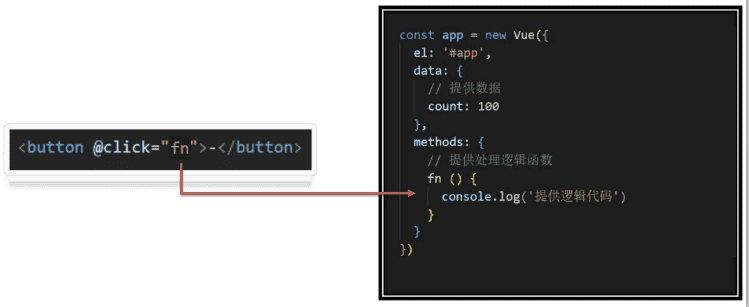 <button @click="fn">-</button>
const app = new Vue({
  el: '#app',
  data: {
    // 提供数据
    count: 100
  },
  methods: {
    // 提供处理逻辑函数
    fn () {
      console.log('提供逻辑代码')
    }
  }
})